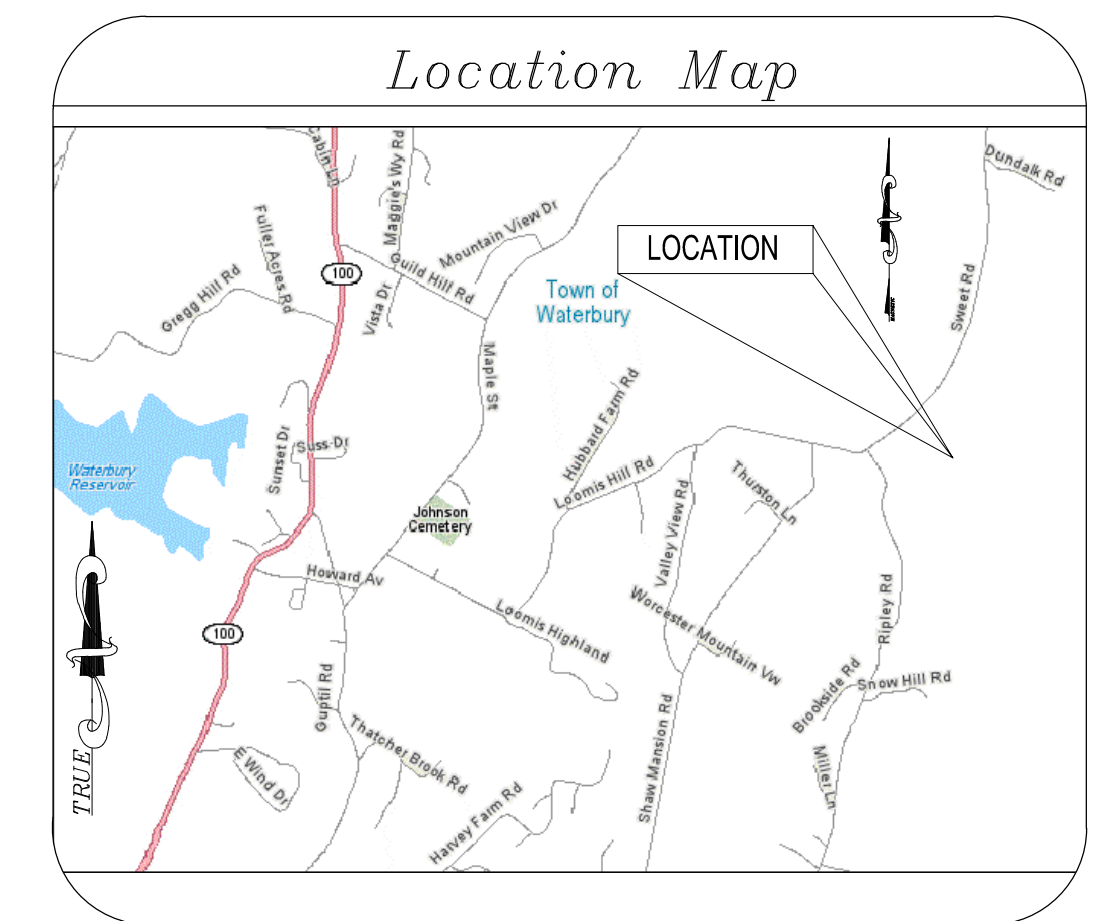 Location Map
Cabin Ln
Maggie's Wy Rd
Dundalk Rd
Fuller Acres Rd
Mountain View Dr
LOCATION
100
Guild Hill Rd
Gregg Hill Rd
Vista Dr
Town of
Waterbury
Sweet Rd
Maple St
Hubbard Farm Rd
Suss Dr
Sunset Dr
Waterbury
Reservoir
Loomis Hill Rd
Thurston Ln
Johnson
Cemetery
Valley View Rd
Howard Av
Loomis Highland
Worcester Mountain Vw
Ripley Rd
100
Guptil Rd
Brookside Rd
Snow Hill Rd
Thatcher Brook Rd
Shaw Mansion Rd
Miller Ln
E Wind Dr
Harvey Farm Rd
TRUE